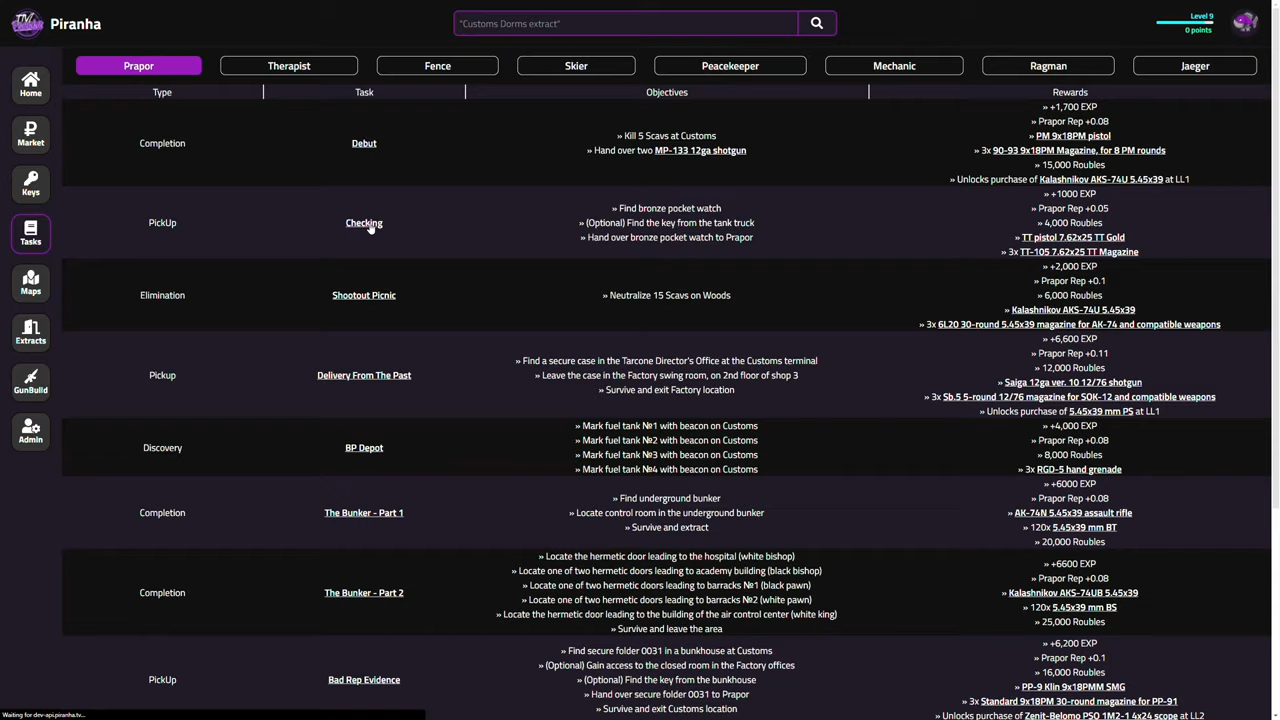 Piranha
"Customs Dorms extract"
Level 9
0 points
Home
Market
Keys
Tasks
Maps
Extracts
GunBuild
Admin
Prapor Therapist Fence Skier Peacekeeper Mechanic Ragman Jaeger
Type Task Objectives Rewards
Completion
Debut
» Kill 5 Scavs at Customs
» Hand over two MP-133 12ga shotgun
» +1,700 EXP
» Prapor Rep +0.08
» PM 9x18PM pistol
» 3x 90-93 9x18PM Magazine, for 8 PM rounds
» 15,000 Roubles
» Unlocks purchase of Kalashnikov AKS-74U 5.45x39 at LL1
PickUp
Checking
» Find bronze pocket watch
» (Optional) Find the key from the tank truck
» Hand over bronze pocket watch to Prapor
» +1000 EXP
» Prapor Rep +0.05
» 4,000 Roubles
» TT pistol 7.62x25 TT Gold
» 3x TT-105 7.62x25 TT Magazine
Elimination
Shootout Picnic
» Neutralize 15 Scavs on Woods
» +2,000 EXP
» Prapor Rep +0.1
» 6,000 Roubles
» Kalashnikov AKS-74U 5.45x39
» 3x 6L20 30-round 5.45x39 magazine for AK-74 and compatible weapons
Pickup
Delivery From The Past
» Find a secure case in the Tarcone Director's Office at the Customs terminal
» Leave the case in the Factory swing room, on 2nd floor of shop 3
» Survive and exit Factory location
» +6,600 EXP
» Prapor Rep +0.11
» 12,000 Roubles
» Saiga 12ga ver. 10 12/76 shotgun
» 3x Sb.5 5-round 12/76 magazine for SOK-12 and compatible weapons
» Unlocks purchase of 5.45x39 mm PS at LL1
Discovery
BP Depot
» Mark fuel tank №1 with beacon on Customs
» Mark fuel tank №2 with beacon on Customs
» Mark fuel tank №3 with beacon on Customs
» Mark fuel tank №4 with beacon on Customs
» +4,000 EXP
» Prapor Rep +0.08
» 8,000 Roubles
» 3x RGD-5 hand grenade
Completion
The Bunker - Part 1
» Find underground bunker
» Locate control room in the underground bunker
» Survive and extract
» +6000 EXP
» Prapor Rep +0.08
» AK-74N 5.45x39 assault rifle
» 120x 5.45x39 mm BT
» 20,000 Roubles
Completion
The Bunker - Part 2
» Locate the hermetic door leading to the hospital (white bishop)
» Locate one of two hermetic doors leading to academy building (black bishop)
» Locate one of two hermetic doors leading to barracks №1 (black pawn)
» Locate one of two hermetic doors leading to barracks №2 (white pawn)
» Locate the hermetic door leading to the building of the air control center (white king)
» Survive and leave the area
» +6600 EXP
» Prapor Rep +0.08
» Kalashnikov AKS-74UB 5.45x39
» 120x 5.45x39 mm BS
» 25,000 Roubles
PickUp
Bad Rep Evidence
» Find secure folder 0031 in a bunkhouse at Customs
» (Optional) Gain access to the closed room in the Factory offices
» (Optional) Find the key from the bunkhouse
» Hand over secure folder 0031 to Prapor
» Survive and exit Customs location
» +6,200 EXP
» Prapor Rep +0.1
» 16,000 Roubles
» PP-9 Klin 9x18PMM SMG
» 3x Standard 9x18PM 30-round magazine for PP-91
» Unlocks purchase of Zenit-Belomo PSO 1M2-1 4x24 scope at LL2
Waiting for dev-api.piranha.tv...